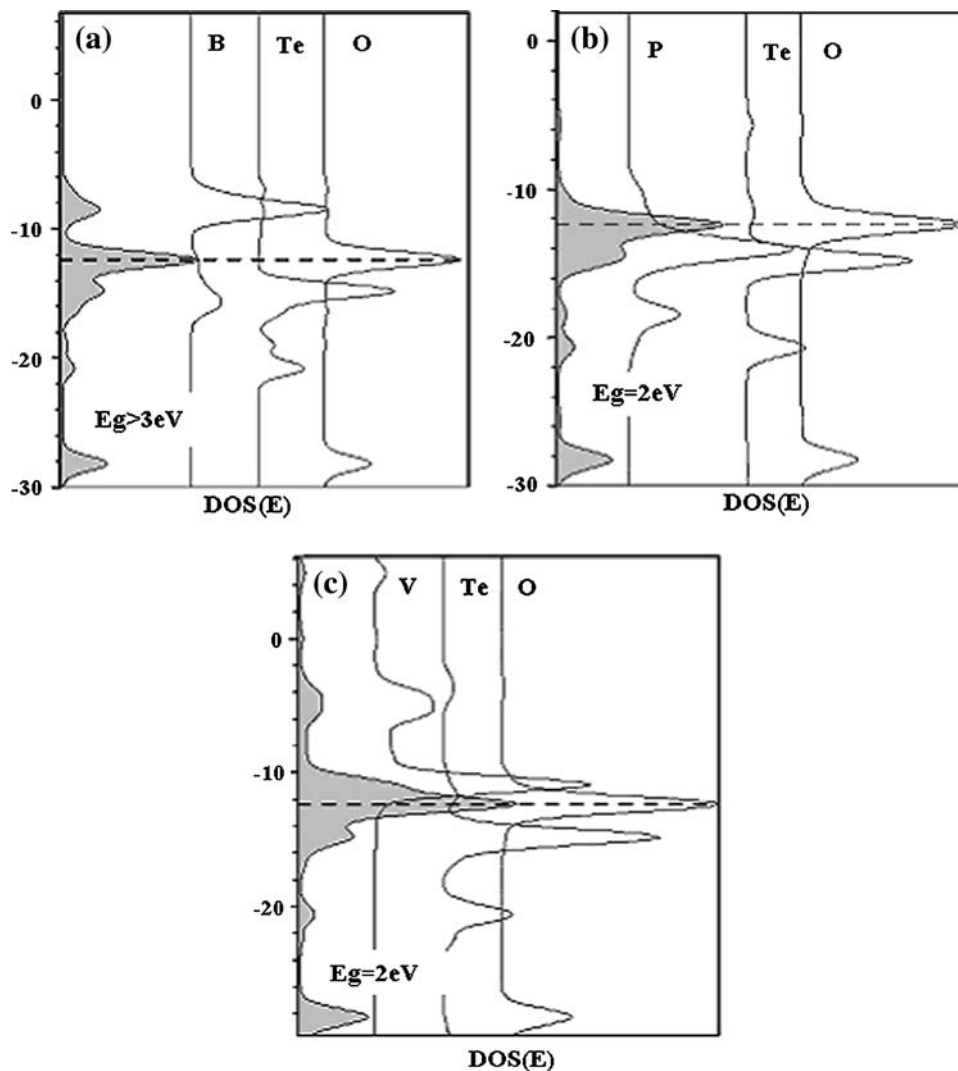 (a) B Te O
0
-10
-20
Eg>3eV
-30
DOS(E)
(b) P Te O
0
-10
-20
Eg=2eV
-30
DOS(E)
(c) V Te O
0
-10
-20
Eg=2eV
DOS(E)